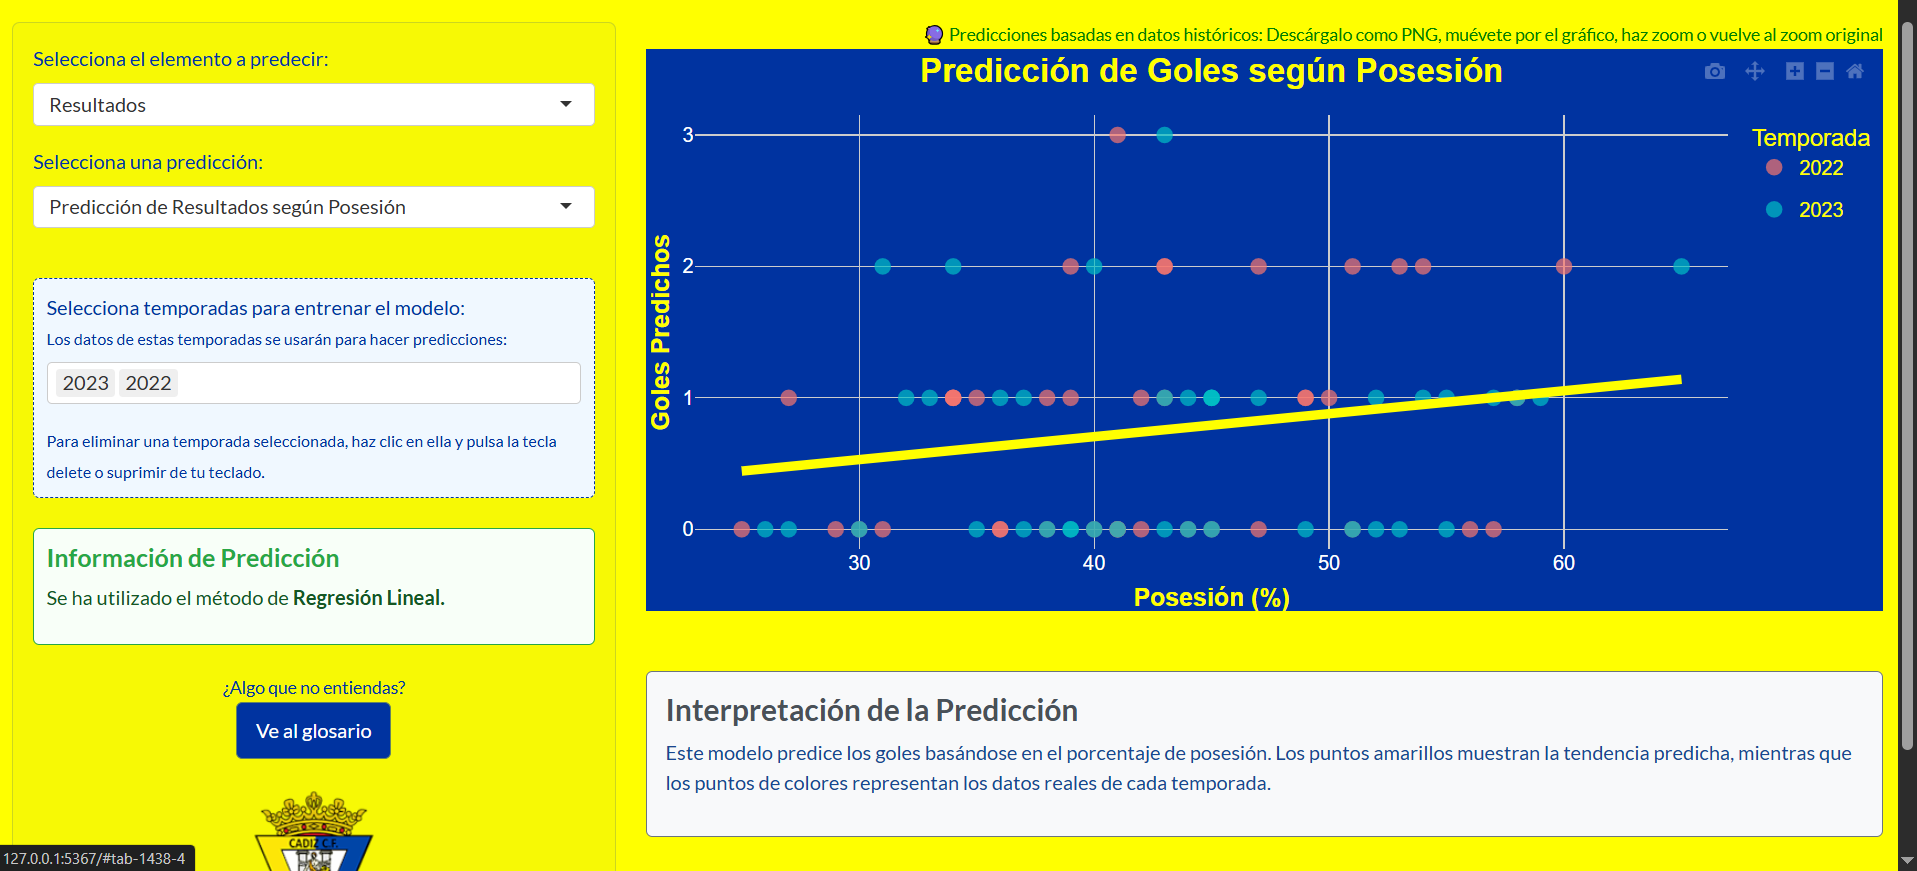 Selecciona el elemento a predecir:
Resultados
Selecciona una predicción:
Predicción de Resultados según Posesión
Selecciona temporadas para entrenar el modelo:
Los datos de estas temporadas se usarán para hacer predicciones:
2023 2022
Para eliminar una temporada seleccionada, haz clic en ella y pulsa la tecla
delete o suprimir de tu teclado.
Información de Predicción
Se ha utilizado el método de Regresión Lineal.
¿Algo que no entiendas?
Ve al glosario
CADIZ C.F.
127.0.0.1:5367/#tab-1438-4
🔮 Predicciones basadas en datos históricos: Descárgalo como PNG, muévete por el gráfico, haz zoom o vuelve al zoom original
Predicción de Goles según Posesión
Goles Predichos
3
2
1
0
30 40 50 60
Posesión (%)
Temporada
2022
2023
Interpretación de la Predicción
Este modelo predice los goles basándose en el porcentaje de posesión. Los puntos amarillos muestran la tendencia predicha, mientras que
los puntos de colores representan los datos reales de cada temporada.